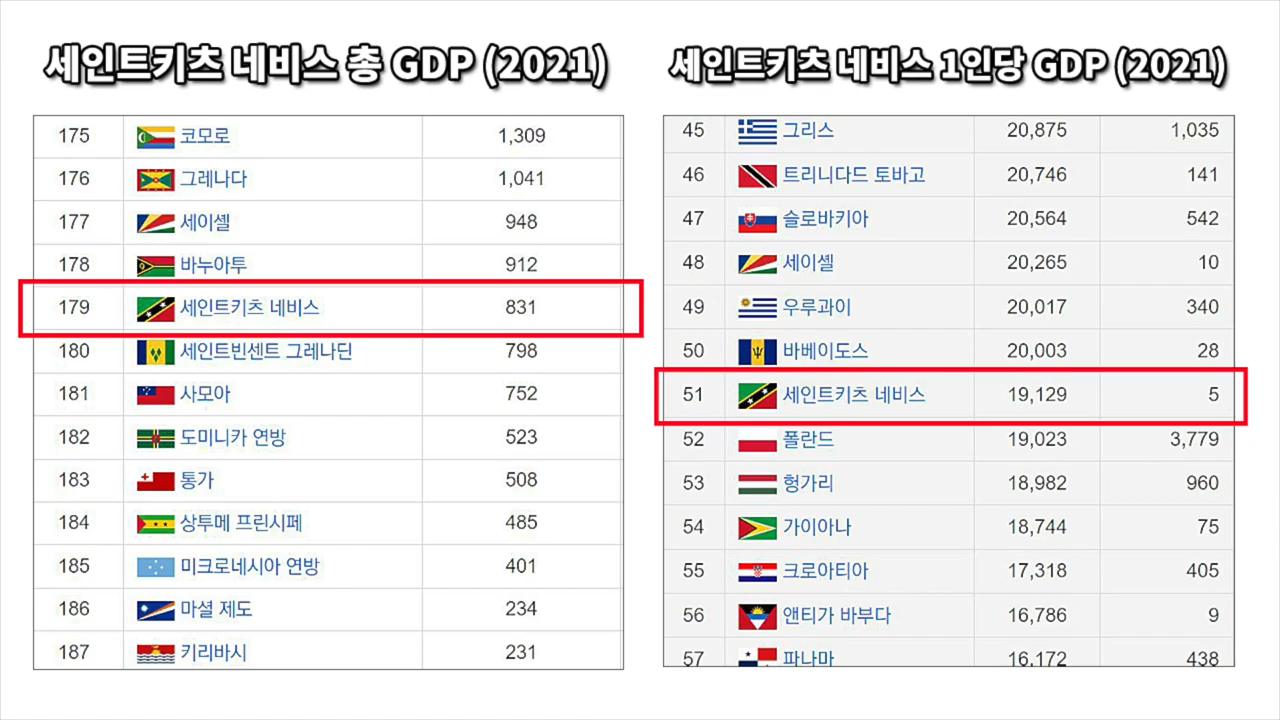 세인트키츠 네비스 총 GDP (2021)
175 코모로 1,309
176 그레나다 1,041
177 세이셸 948
178 바누아투 912
179 세인트키츠 네비스 831
180 세인트빈센트 그레나딘 798
181 사모아 752
182 도미니카 연방 523
183 통가 508
184 상투메 프린시페 485
185 미크로네시아 연방 401
186 마셜 제도 234
187 키리바시 231
세인트키츠 네비스 1인당 GDP (2021)
45 그리스 20,875 1,035
46 트리니다드 토바고 20,746 141
47 슬로바키아 20,564 542
48 세이셸 20,265 10
49 우루과이 20,017 340
50 바베이도스 20,003 28
51 세인트키츠 네비스 19,129 5
52 폴란드 19,023 3,779
53 헝가리 18,982 960
54 가이아나 18,744 75
55 크로아티아 17,318 405
56 앤티가 바부다 16,786 9
57 파나마 16,172 438